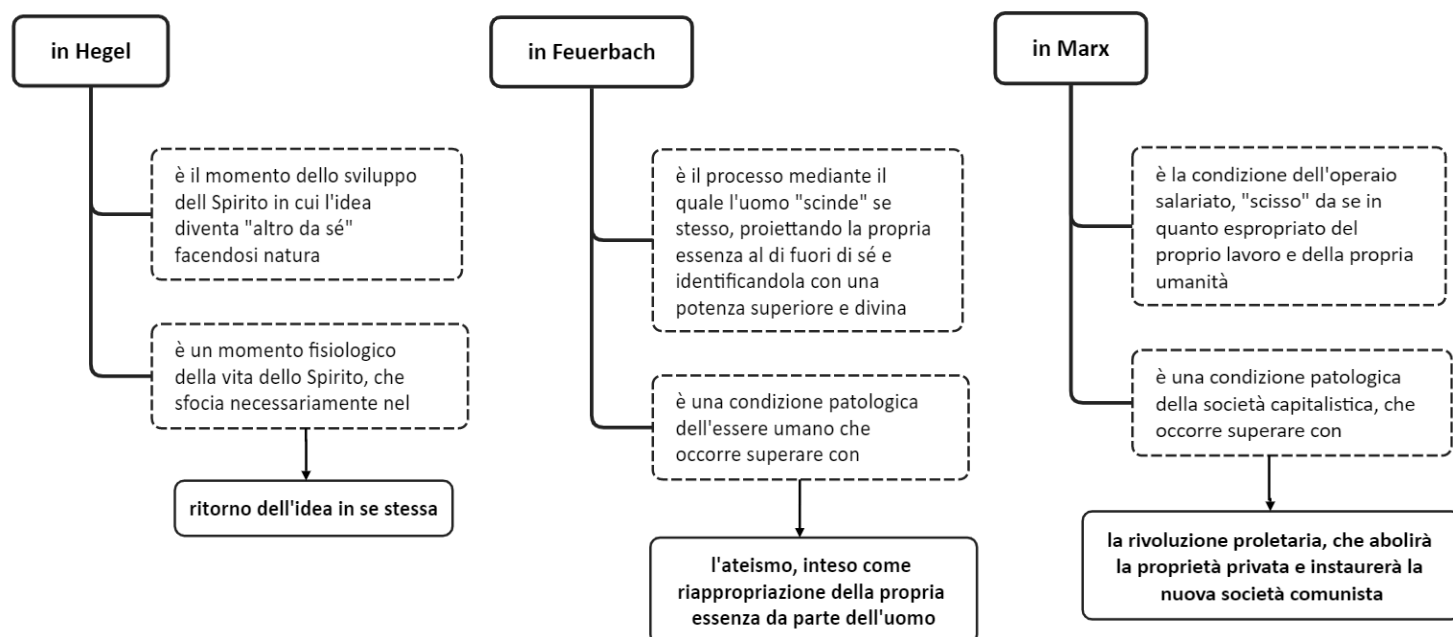 in Hegel
è il momento dello sviluppo
dell Spirito in cui l'idea
diventa "altro da sé"
facendosi natura
è un momento fisiologico
della vita dello Spirito, che
sfocia necessariamente nel
ritorno dell'idea in se stessa
in Feuerbach
è il processo mediante il
quale l'uomo "scinde" se
stesso, proiettando la propria
essenza al di fuori di sé e
identificandola con una
potenza superiore e divina
è una condizione patologica
dell'essere umano che
occorre superare con
l'ateismo, inteso come
riappropriazione della propria
essenza da parte dell'uomo
in Marx
è la condizione dell'operaio
salariato, "scisso" da se in
quanto espropriato del
proprio lavoro e della propria
umanità
è una condizione patologica
della società capitalistica, che
occorre superare con
la rivoluzione proletaria, che abolirà
la proprietà privata e instaurerà la
nuova società comunista